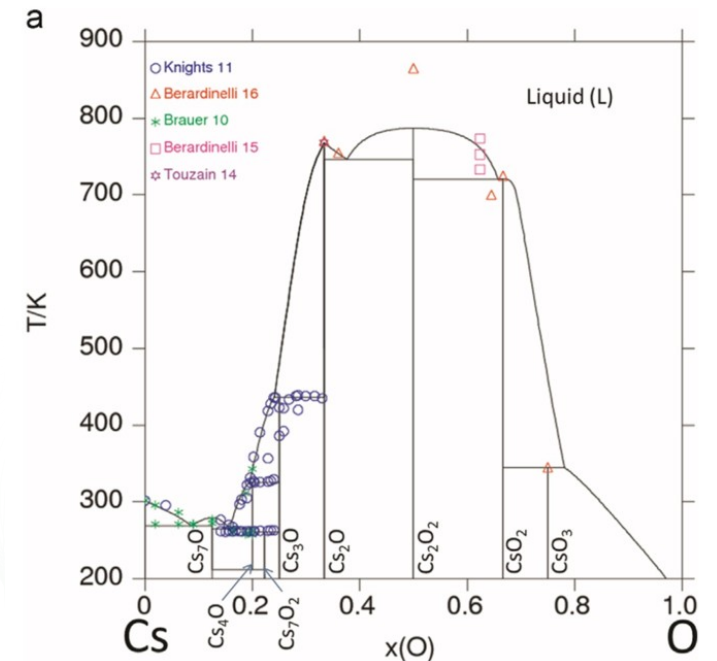 a
900
800
700
600
500
400
300
200
T/K
Knights 11
Berardinelli 16
Brauer 10
Berardinelli 15
Touzain 14
Liquid (L)
Cs₇O
Cs₄O
Cs₇O₂
Cs₃O
Cs₂O
Cs₂O₂
CsO₂
CsO₃
0
0.2
0.4
0.6
0.8
1.0
Cs
x(O)
O